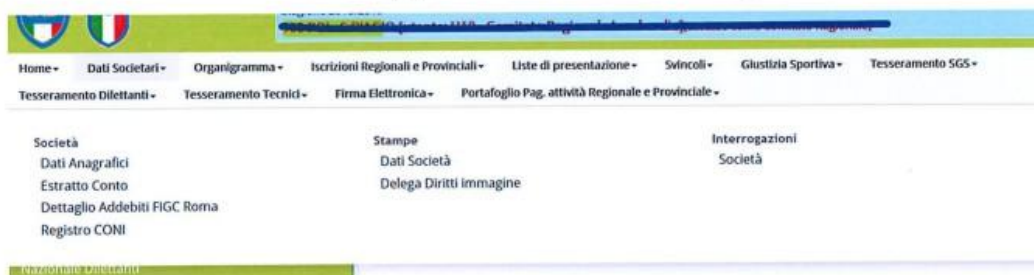 Home Dati Societari Organigramma Iscrizioni Regionali e Provinciali Liste di presentazione Svincoli Giustizia Sportiva Tesseramento SGS
Tesseramento Dilettanti Tesseramento Tecnici Firma Elettronica Portafoglio Pag. attività Regionale e Provinciale
Società
Dati Anagrafici
Estratto Conto
Dettaglio Addebiti FIGC Roma
Registro CONI
Stampe
Dati Società
Delega Diritti immagine
Interrogazioni
Società
Nazionale Dilettanti